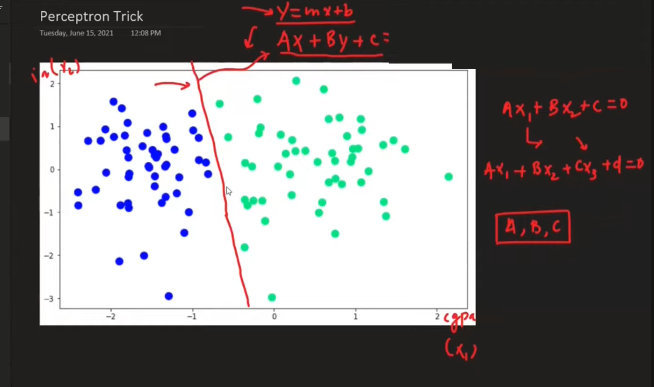 Perceptron Trick
Tuesday, June 15, 2021 12:08 PM
Y=mx+b
Ax+By+c=
(x₂)
2
1
0
−1
−2
−3
−2
−1
0
1
2
cgpa
(x₁)
Ax₁+Bx₂+c=0
Ax₁+Bx₂+Cx₃+d=0
A,B,C